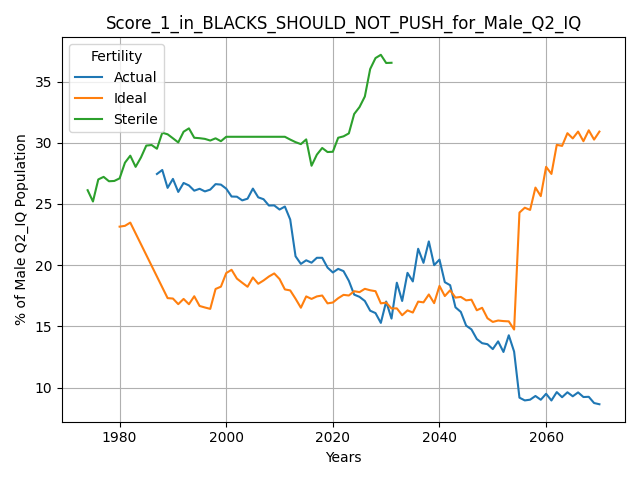 Score_1_in_BLACKS_SHOULD_NOT_PUSH_for_Male_Q2_IQ
Fertility
Actual
Ideal
Sterile
% of Male Q2_IQ Population
35
30
25
20
15
10
1980
2000
2020
2040
2060
Years